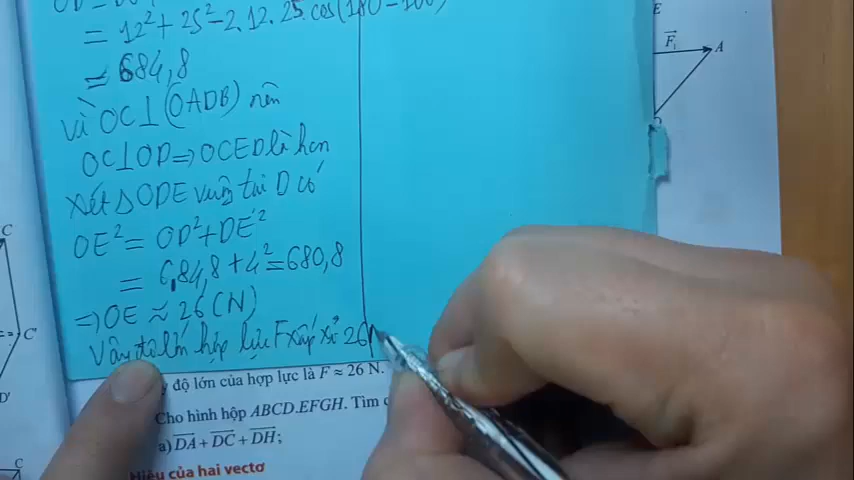 = 12² + 25² - 2.12.25.cos(180 - 100)
= 684,8
Vì OC⊥(OADB) nên
OC⊥OD => OCED là hcn
Xét ΔODE vuông tại D có
OE² = OD² + DE²
= 6,84,8 + 4² = 680,8
=> OE ≈ 26 (N)
Vậy độ lớn hợp lực F xấp xỉ 26N
độ lớn của hợp lực là F ≈ 26 N.
Cho hình hộp ABCD.EFGH. Tìm
a) DA + DC + DH;
Hiệu của hai vectơ
E
F₁
A
C
C'
D'
C